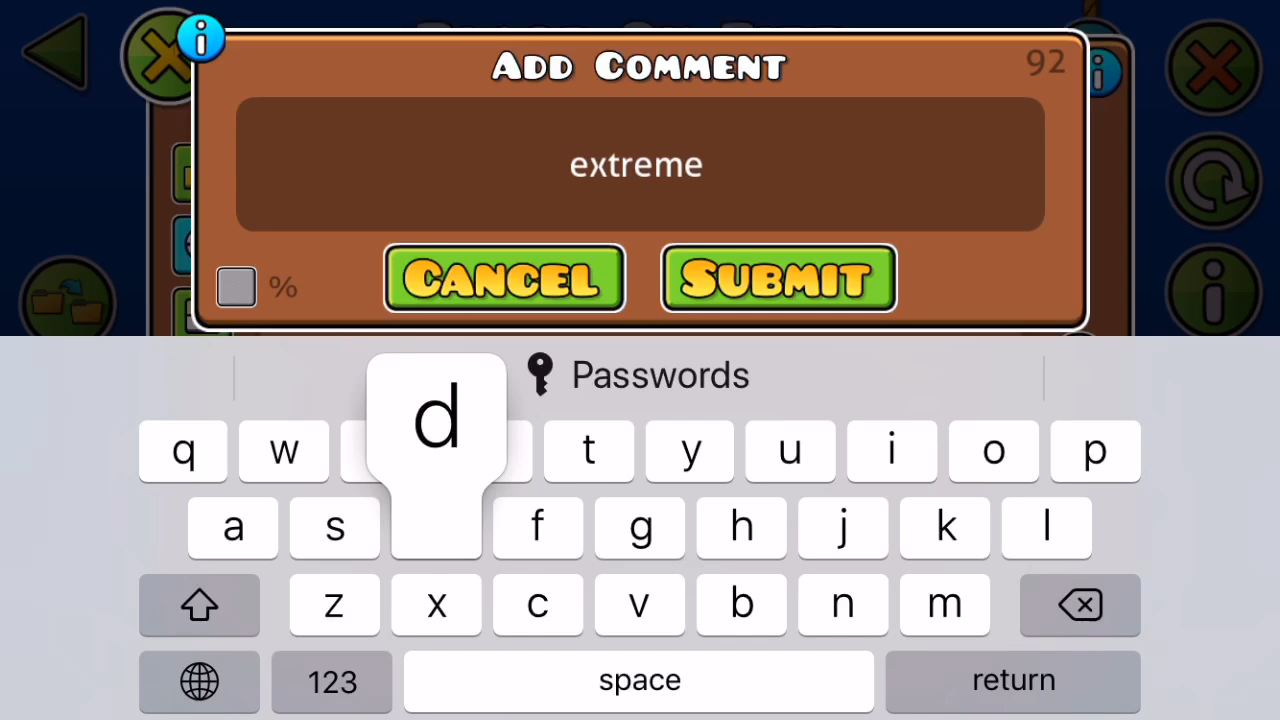 Add Comment
92
extreme
%
Cancel Submit
Passwords
d
q w t y u i o p
a s f g h j k l
z x c v b n m
123 space return